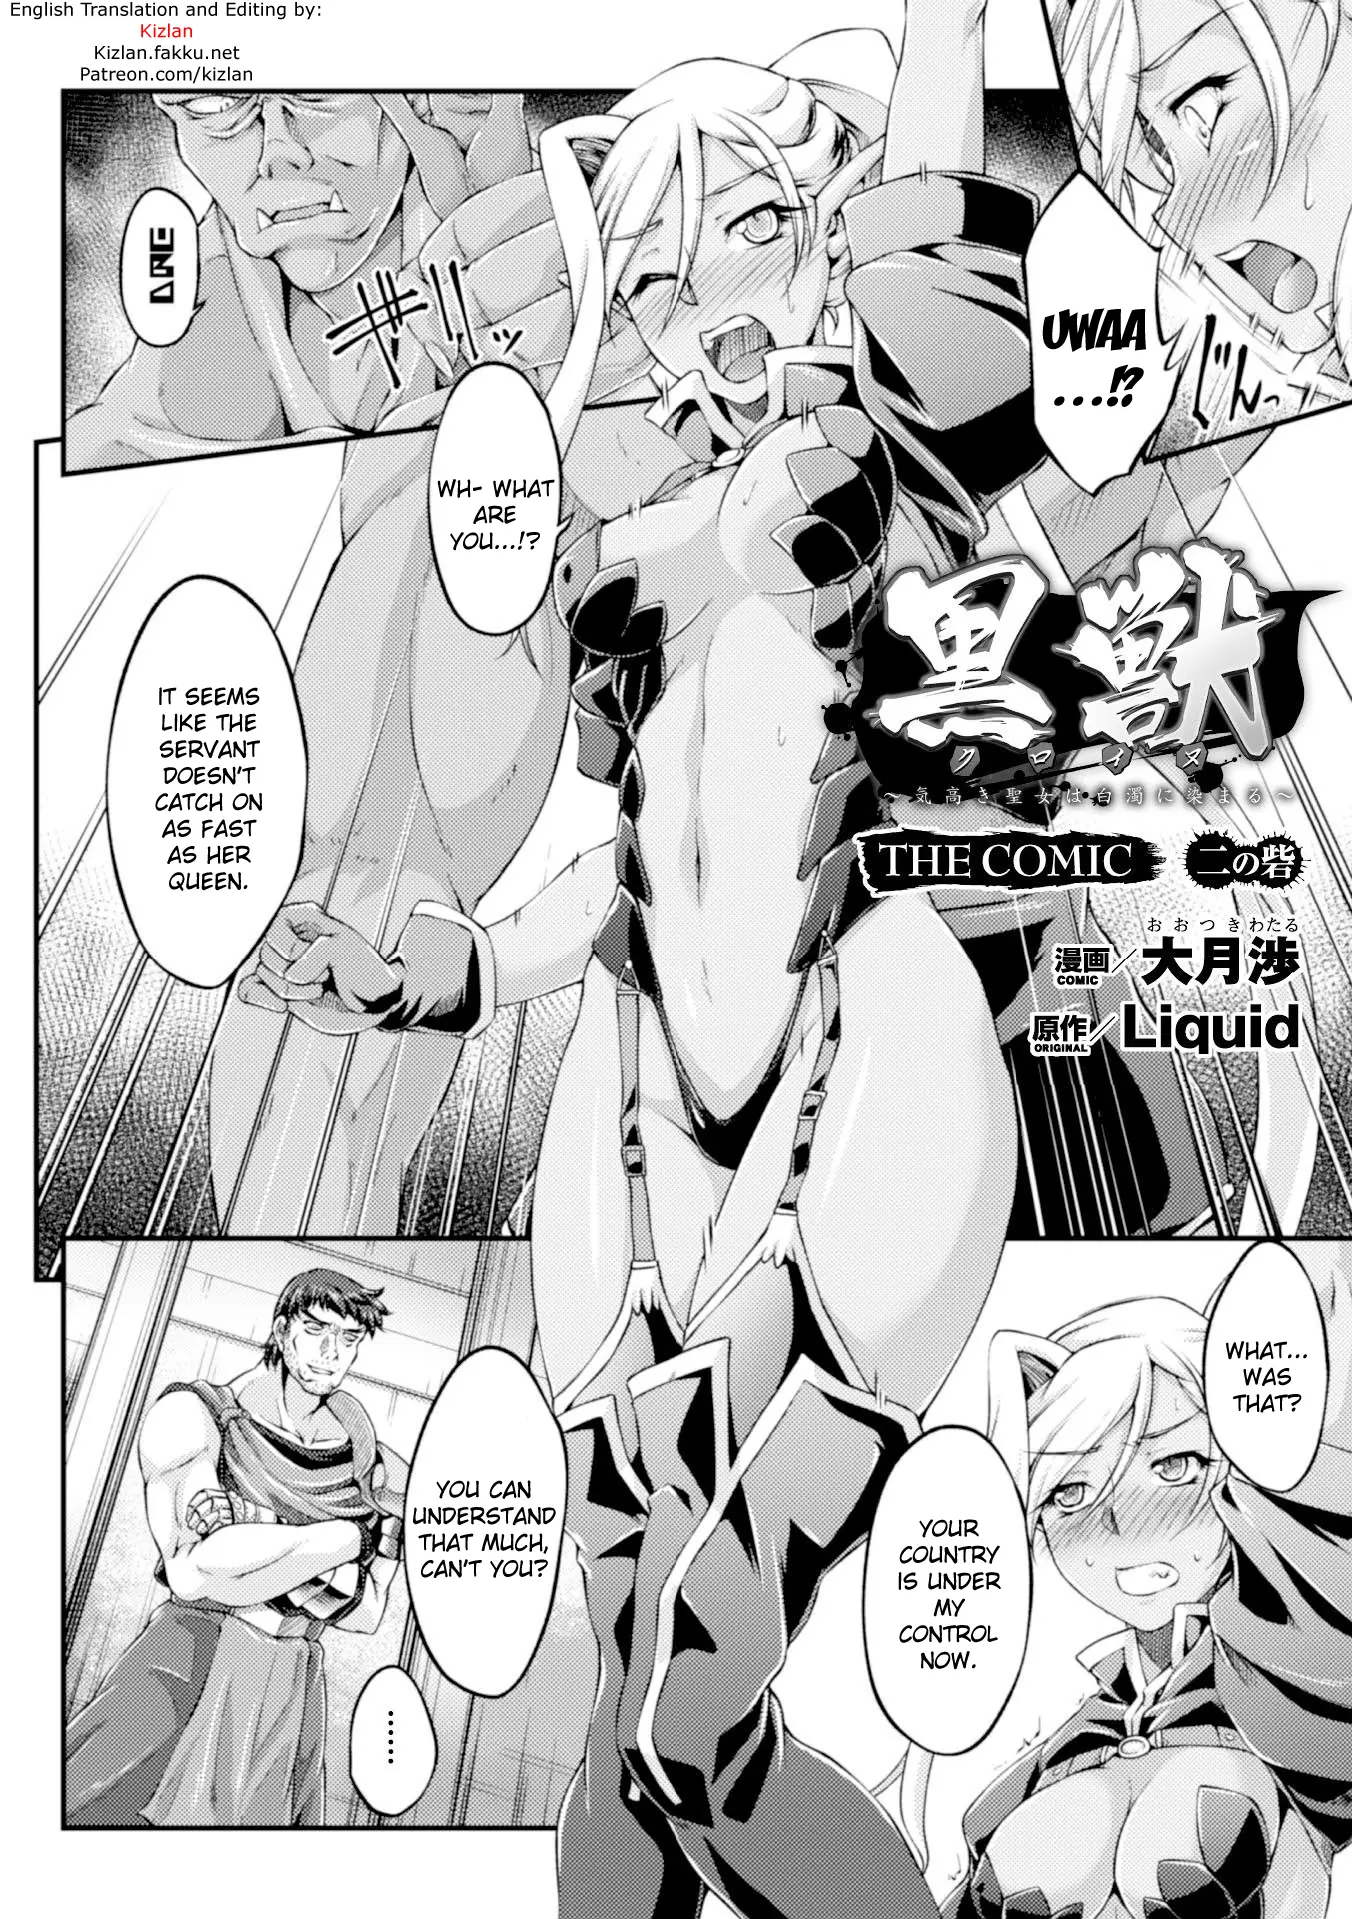 English Translation and Editing by:
Kizlan
Kizlan.fakku.net
Patreon.com/kizlan
UWAA
...!?
じんっ
ギリリッ
WH- WHAT
ARE
YOU...!?
IT SEEMS
LIKE THE
SERVANT
DOESN'T
CATCH ON
AS FAST
AS HER
QUEEN.
黒獣
クロイヌ
～気高き聖女は白濁に染まる～
THE COMIC 二の砦
おおつきわたる
漫画／大月渉
COMIC
原作／Liquid
ORIGINAL
WHAT...
WAS
THAT?
YOUR
COUNTRY
IS UNDER
MY
CONTROL
NOW.
YOU CAN
UNDERSTAND
THAT MUCH,
CAN'T YOU?
......